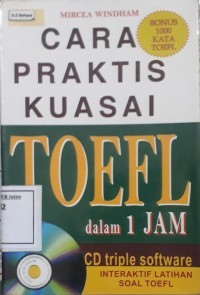 MIRCEA WINDHAM
BONUS
1000
KATA
TOEFL
CARA
PRAKTIS
KUASAI
TOEFL
dalam 1 JAM
CD triple software
INTERAKTIF LATIHAN
SOAL TOEFL